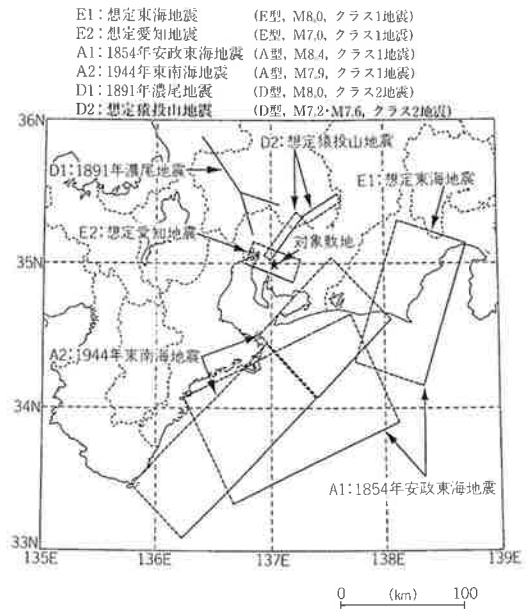 E1：想定東海地震 （E型, M8.0, クラス1地震）
E2：想定愛知地震 （E型, M7.0, クラス1地震）
A1：1854年安政東海地震 （A型, M8.4, クラス1地震）
A2：1944年東南海地震 （A型, M7.9, クラス1地震）
D1：1891年濃尾地震 （D型, M8.0, クラス2地震）
D2：想定猿投山地震 （D型, M7.2・M7.6, クラス2地震）
36N
D2：想定猿投山地震
D1：1891年濃尾地震
E1：想定東海地震
E2：想定愛知地震
対象敷地
35N
A2：1944年東南海地震
34N
A1：1854年安政東海地震
33N
135E 136E 137E 138E 139E
0 (km) 100